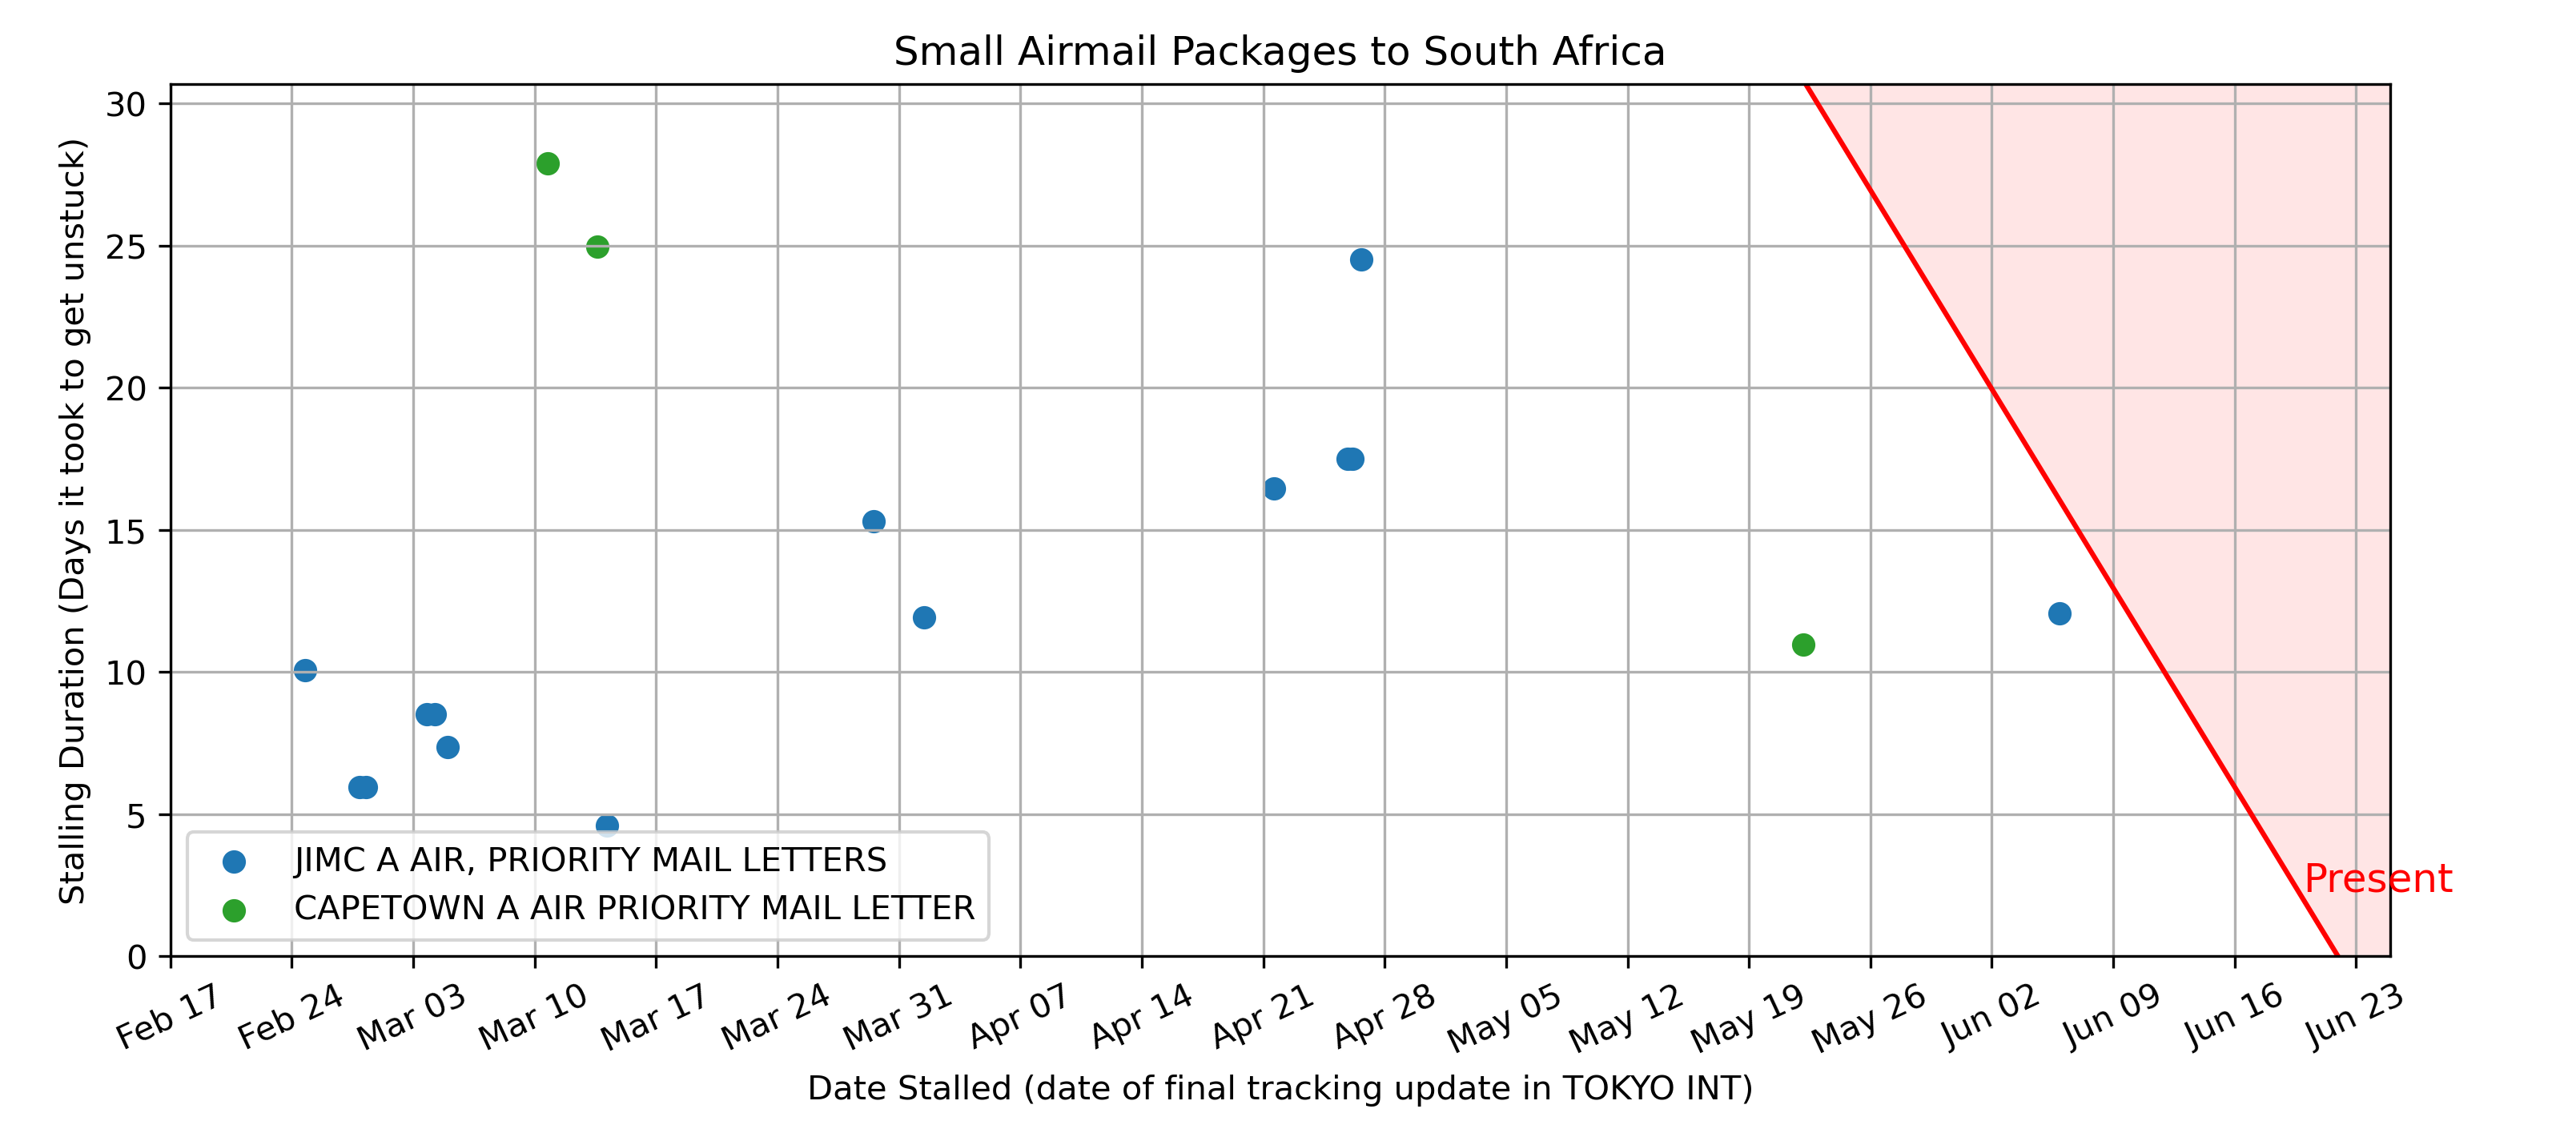 Small Airmail Packages to South Africa
Stalling Duration (Days it took to get unstuck)
30
25
20
15
10
5
0
JIMC A AIR, PRIORITY MAIL LETTERS
CAPETOWN A AIR PRIORITY MAIL LETTER
Present
Feb 17 Feb 24 Mar 03 Mar 10 Mar 17 Mar 24 Mar 31 Apr 07 Apr 14 Apr 21 Apr 28 May 05 May 12 May 19 May 26 Jun 02 Jun 09 Jun 16 Jun 23
Date Stalled (date of final tracking update in TOKYO INT)